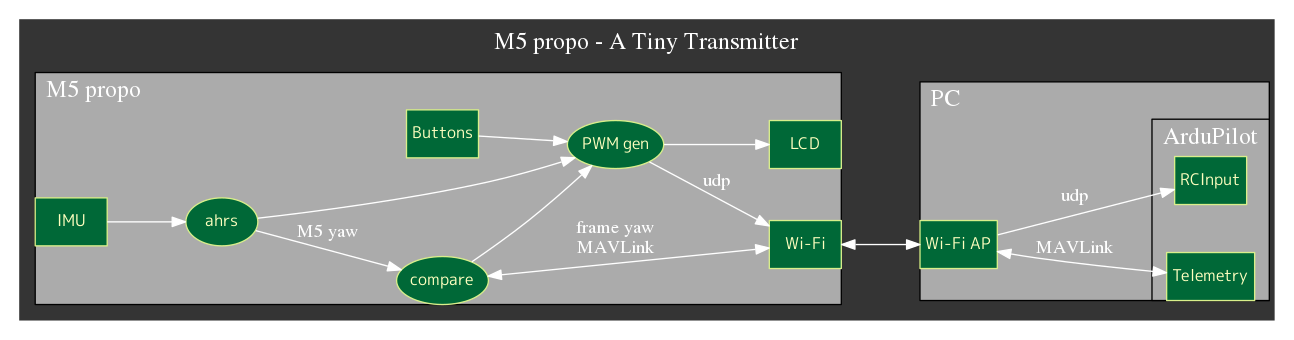 M5 propo - A Tiny Transmitter
M5 propo
PC
Buttons
PWM gen
LCD
ArduPilot
RCInput
udp
udp
IMU
ahrs
M5 yaw
frame yaw
MAVLink
Wi-Fi
Wi-Fi AP
MAVLink
compare
Telemetry